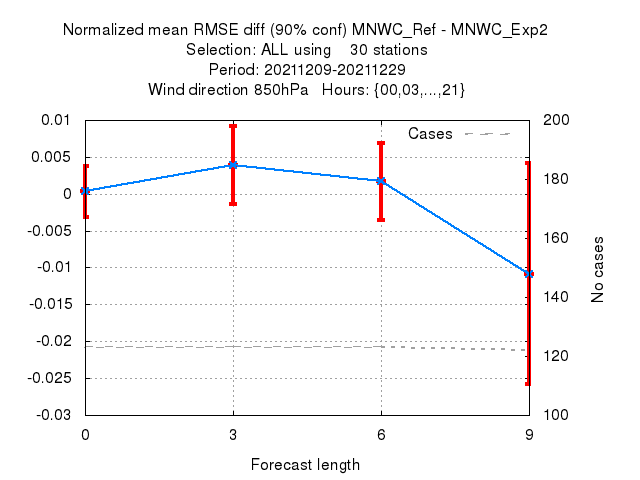 Normalized mean RMSE diff (90% conf) MNWC_Ref - MNWC_Exp2
Selection: ALL using    30 stations
Period: 20211209-20211229
Wind direction 850hPa   Hours: {00,03,...,21}
0.01
0.005
0
-0.005
-0.01
-0.015
-0.02
-0.025
-0.03
Cases
200
180
160
140
120
100
No cases
0
3
6
9
Forecast length